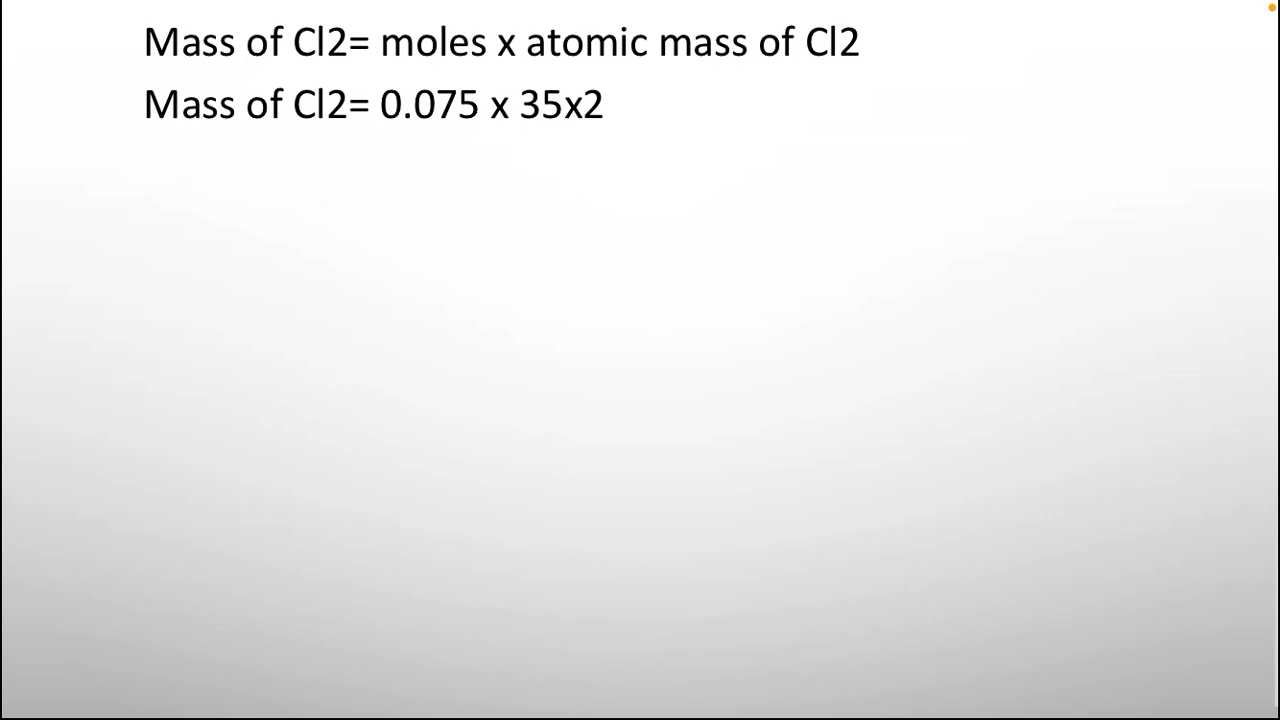 Mass of Cl2= moles x atomic mass of Cl2
Mass of Cl2= 0.075 x 35x2